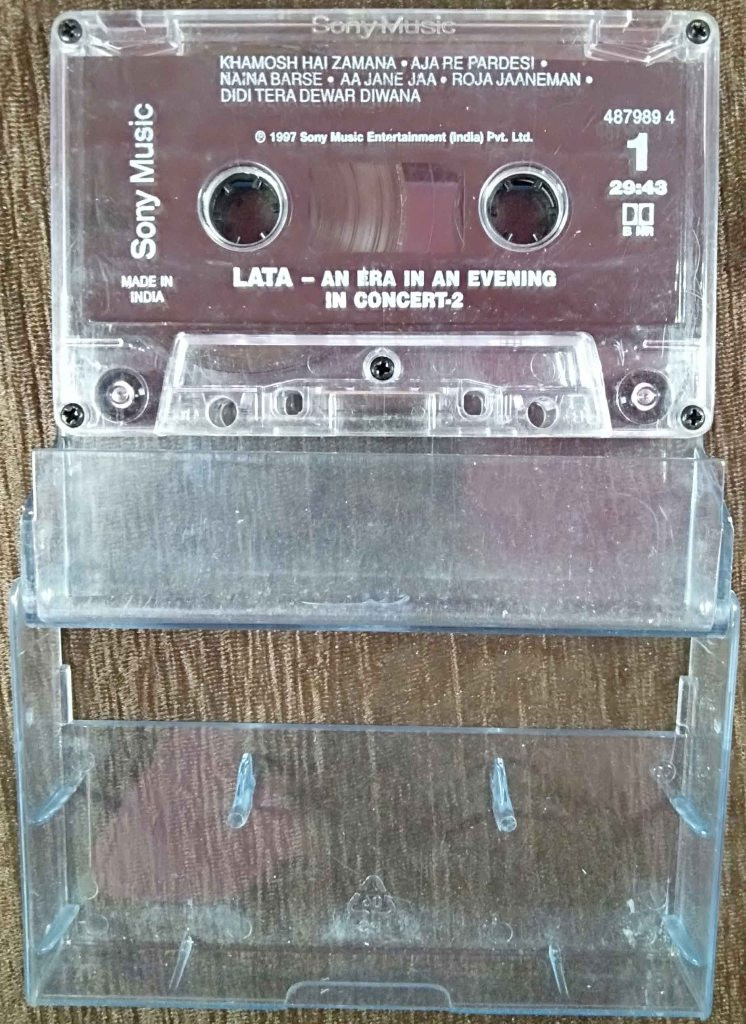 Sony Music
KHAMOSH HAI ZAMANA • AJA RE PARDESI •
NAINA BARSE • AA JANE JAA • ROJA JAANEMAN •
DIDI TERA DEWAR DIWANA
℗ 1997 Sony Music Entertainment (India) Pvt. Ltd.
487989 4
1
29:43
B NR
Sony Music
MADE IN
INDIA
LATA – AN ERA IN AN EVENING
IN CONCERT-2